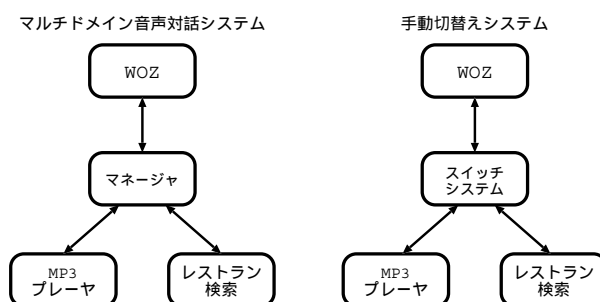 マルチドメイン音声対話システム
WOZ
マネージャ
MP3
プレーヤ
レストラン
検索
手動切替えシステム
WOZ
スイッチ
システム
MP3
プレーヤ
レストラン
検索